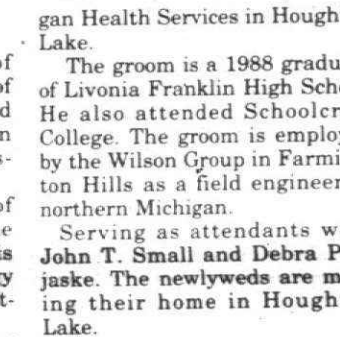 gan Health Services in Hough
Lake.
The groom is a 1988 gradu
of Livonia Franklin High Scho
He also attended Schoolcr
College. The groom is employ
by the Wilson Group in Farmi
ton Hills as a field engineer
northern Michigan.
Serving as attendants w
John T. Small and Debra P
jaske. The newlyweds are m
ing their home in Hough
Lake.